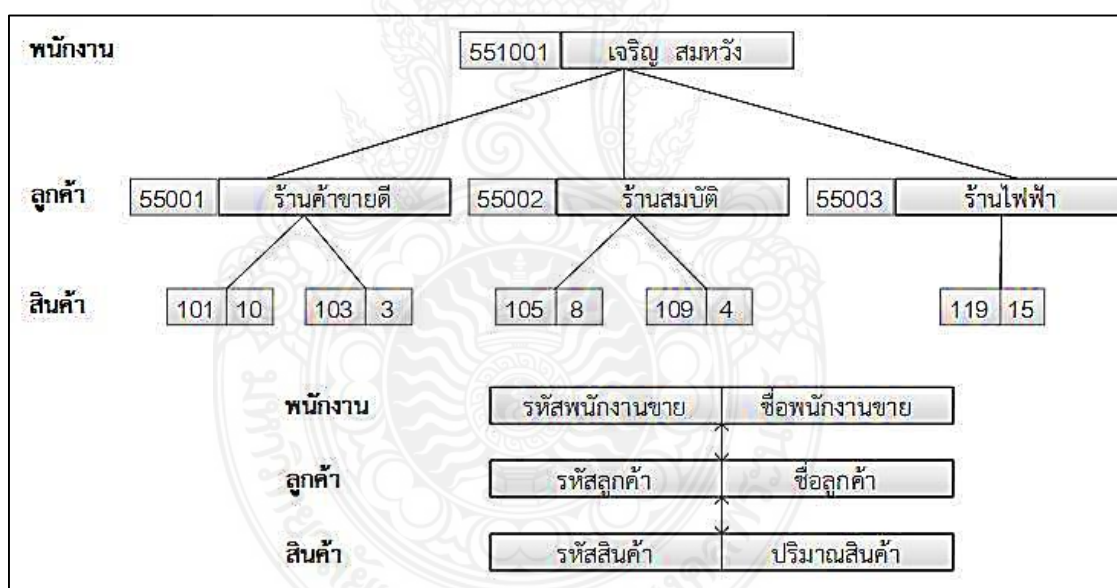 พนักงาน 551001 เจริญ สมหวัง
ลูกค้า 55001 ร้านค้าขายดี 55002 ร้านสมบัติ 55003 ร้านไฟฟ้า
สินค้า 101 10 103 3 105 8 109 4 119 15
พนักงาน รหัสพนักงานขาย ชื่อพนักงานขาย
ลูกค้า รหัสลูกค้า ชื่อลูกค้า
สินค้า รหัสสินค้า ปริมาณสินค้า